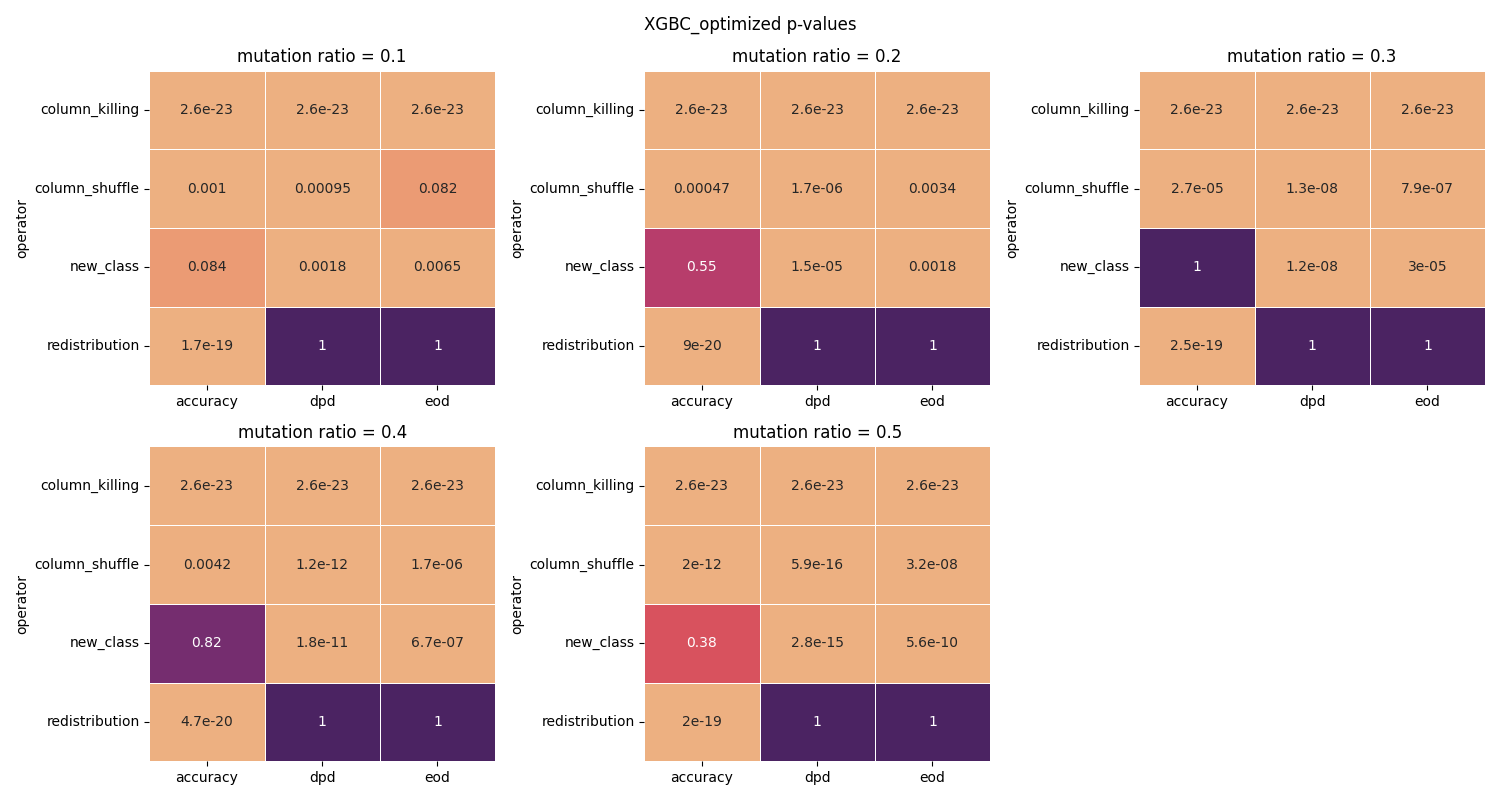 XGBC_optimized p-values
mutation ratio = 0.1
operator
column_killing 2.6e-23 2.6e-23 2.6e-23
column_shuffle 0.001 0.00095 0.082
new_class 0.084 0.0018 0.0065
redistribution 1.7e-19 1 1
accuracy dpd eod
mutation ratio = 0.2
operator
column_killing 2.6e-23 2.6e-23 2.6e-23
column_shuffle 0.00047 1.7e-06 0.0034
new_class 0.55 1.5e-05 0.0018
redistribution 9e-20 1 1
accuracy dpd eod
mutation ratio = 0.3
operator
column_killing 2.6e-23 2.6e-23 2.6e-23
column_shuffle 2.7e-05 1.3e-08 7.9e-07
new_class 1 1.2e-08 3e-05
redistribution 2.5e-19 1 1
accuracy dpd eod
mutation ratio = 0.4
operator
column_killing 2.6e-23 2.6e-23 2.6e-23
column_shuffle 0.0042 1.2e-12 1.7e-06
new_class 0.82 1.8e-11 6.7e-07
redistribution 4.7e-20 1 1
accuracy dpd eod
mutation ratio = 0.5
operator
column_killing 2.6e-23 2.6e-23 2.6e-23
column_shuffle 2e-12 5.9e-16 3.2e-08
new_class 0.38 2.8e-15 5.6e-10
redistribution 2e-19 1 1
accuracy dpd eod